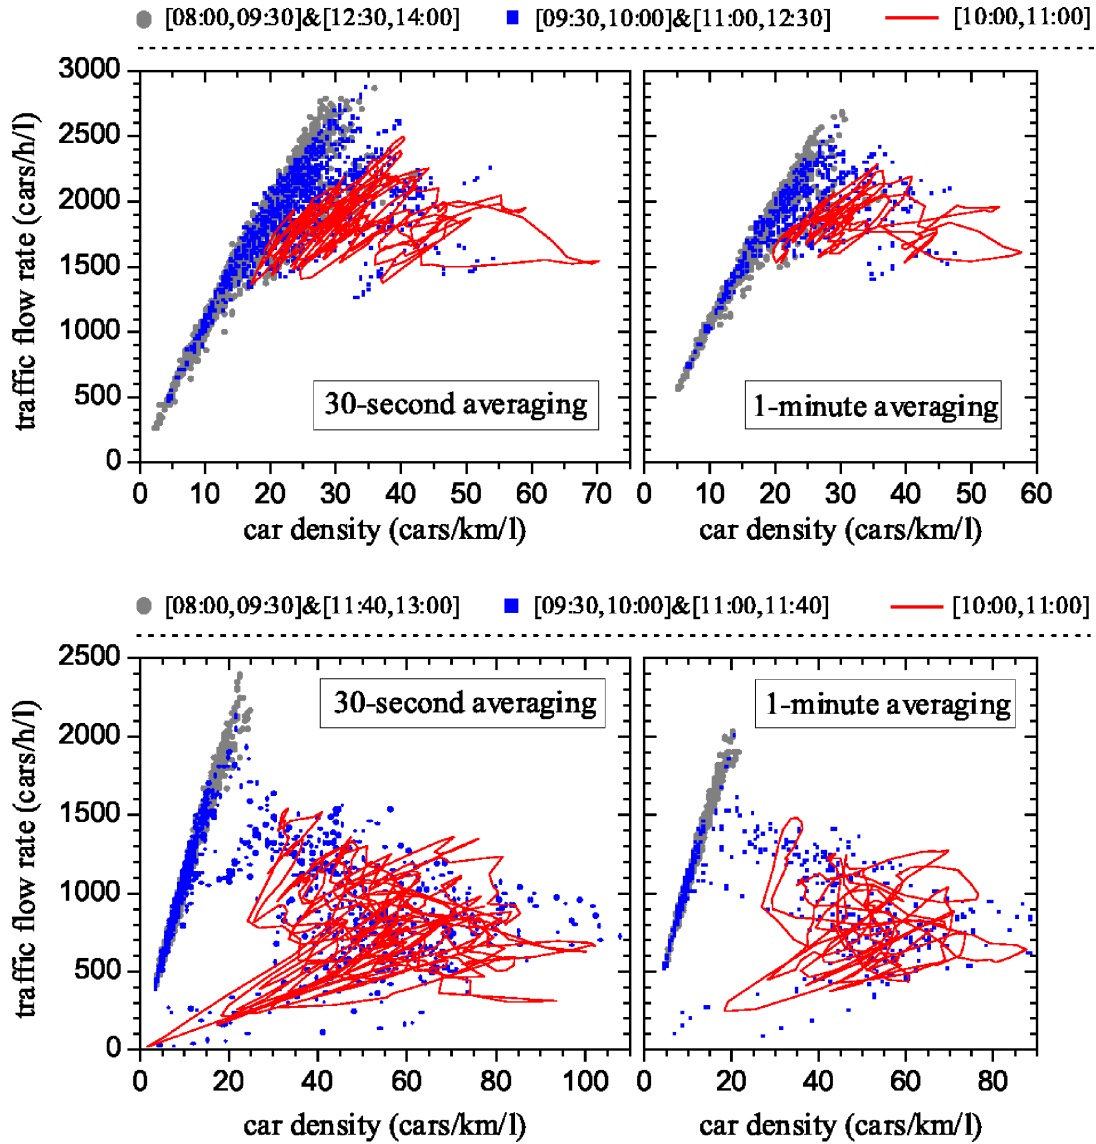 [08:00,09:30]&[12:30,14:00] [09:30,10:00]&[11:00,12:30] [10:00,11:00]
3000
2500
2000
1500
1000
500
0
traffic flow rate (cars/h/l)
30-second averaging
1-minute averaging
0 10 20 30 40 50 60 70
0 10 20 30 40 50 60
car density (cars/km/l)
car density (cars/km/l)
[08:00,09:30]&[11:40,13:00] [09:30,10:00]&[11:00,11:40] [10:00,11:00]
2500
2000
1500
1000
500
0
traffic flow rate (cars/h/l)
30-second averaging
1-minute averaging
0 20 40 60 80 100
0 20 40 60 80
car density (cars/km/l)
car density (cars/km/l)